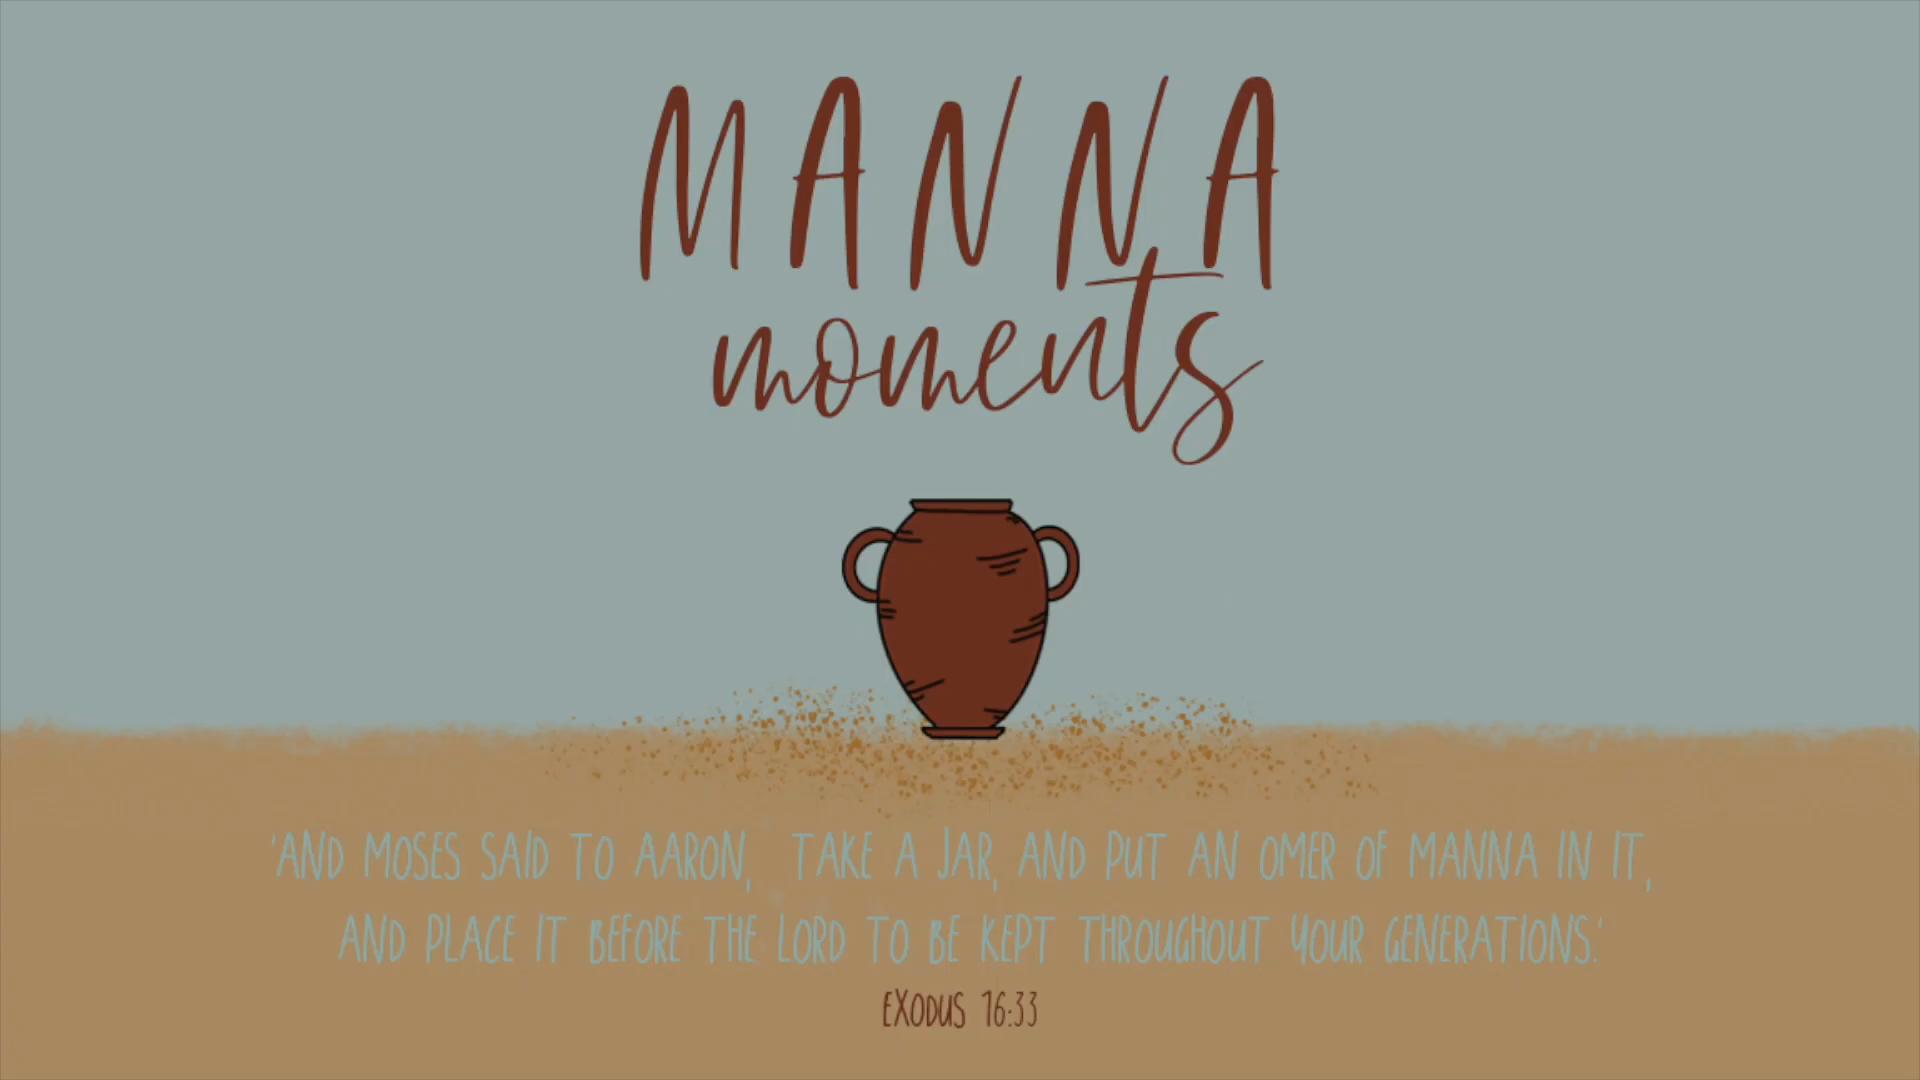 MANNA
moments
'AND MOSES SAID TO AARON, TAKE A JAR, AND PUT AN OMER OF MANNA IN IT,
AND PLACE IT BEFORE THE LORD TO BE KEPT THROUGHOUT YOUR GENERATIONS.'
EXODUS 16:33